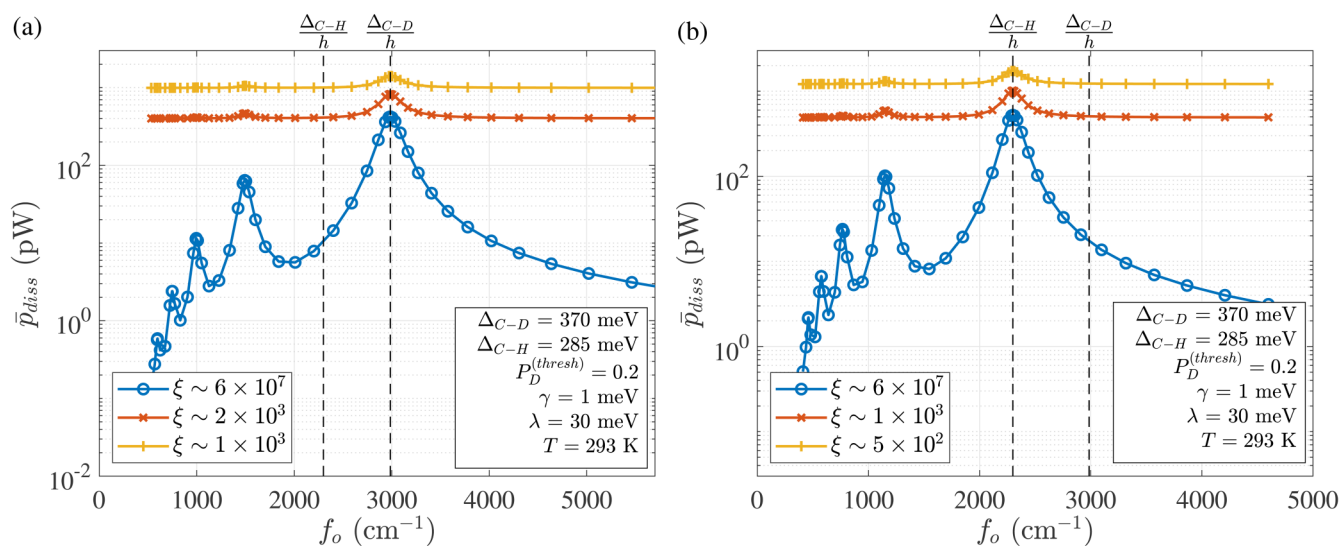 (a)
Δ_{C−H}/h Δ_{C−D}/h
10^2
10^0
10^{-2}
p̄_{diss} (pW)
Δ_{C−D} = 370 meV
Δ_{C−H} = 285 meV
P_D^{(thresh)} = 0.2
γ = 1 meV
λ = 30 meV
T = 293 K
ξ ∼ 6 × 10^7
ξ ∼ 2 × 10^3
ξ ∼ 1 × 10^3
0 1000 2000 3000 4000 5000
f_o (cm^{−1})
(b)
Δ_{C−H}/h Δ_{C−D}/h
10^2
10^0
p̄_{diss} (pW)
Δ_{C−D} = 370 meV
Δ_{C−H} = 285 meV
P_D^{(thresh)} = 0.2
γ = 1 meV
λ = 30 meV
T = 293 K
ξ ∼ 6 × 10^7
ξ ∼ 1 × 10^3
ξ ∼ 5 × 10^2
0 1000 2000 3000 4000 5000
f_o (cm^{−1})